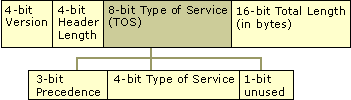 4-bit
Version
4-bit
Header
Length
8-bit Type of Service
(TOS)
16-bit Total Length
(in bytes)
3-bit
Precedence
4-bit Type of Service
1-bit
unused